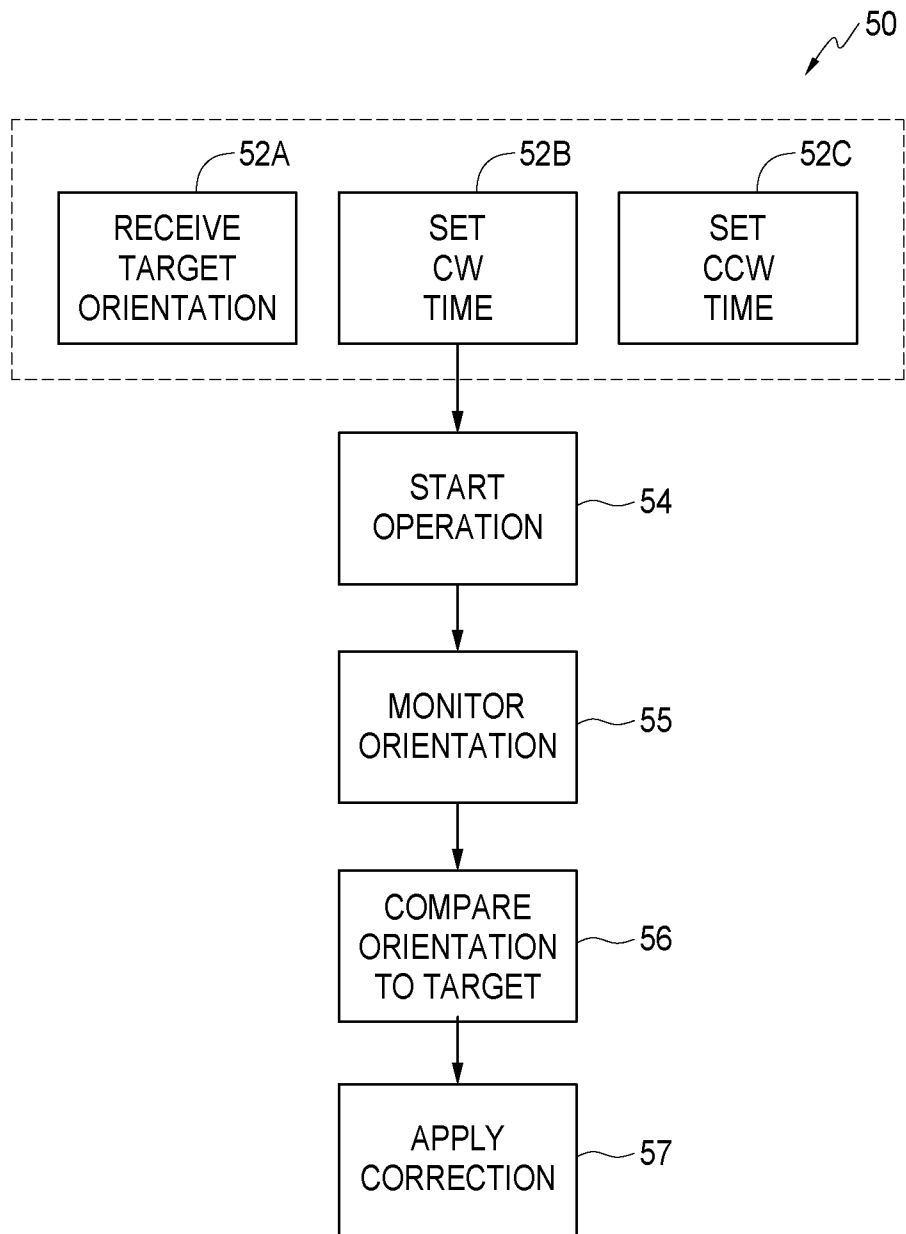 50
52A
52B
52C
RECEIVE
TARGET
ORIENTATION
SET
CW
TIME
SET
CCW
TIME
START
OPERATION
54
MONITOR
ORIENTATION
55
COMPARE
ORIENTATION
TO TARGET
56
APPLY
CORRECTION
57